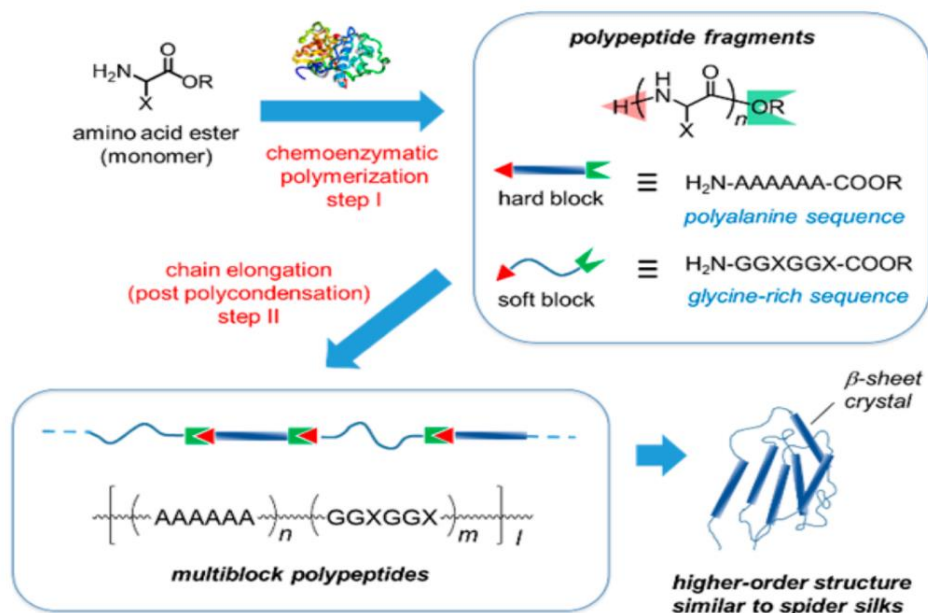 H₂N
O
OR
X
amino acid ester
(monomer)
chemoenzymatic
polymerization
step I
polypeptide fragments
H
H
N
O
X
n
OR
hard block
≡
H₂N-AAAAAA-COOR
polyalanine sequence
soft block
≡
H₂N-GGXGGX-COOR
glycine-rich sequence
chain elongation
(post polycondensation)
step II
AAAAAA
n
GGXGGX
m
l
multiblock polypeptides
β-sheet
crystal
higher-order structure
similar to spider silks